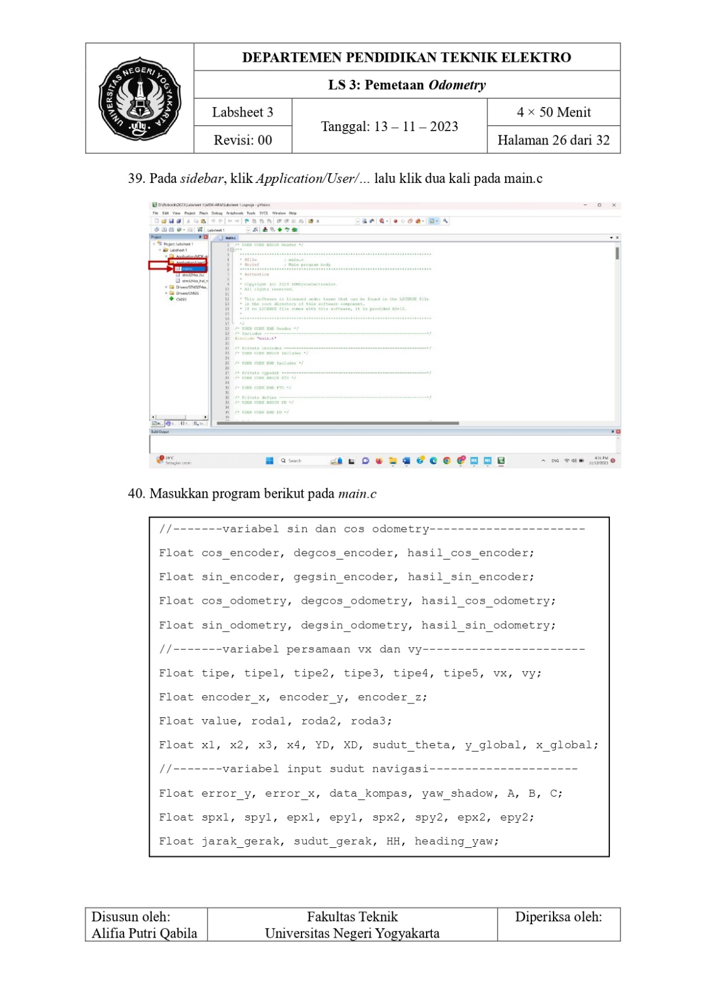 UNIVERSITAS NEGERI YOGYAKARTA
uny
DEPARTEMEN PENDIDIKAN TEKNIK ELEKTRO
LS 3: Pemetaan Odometry
Labsheet 3
Tanggal: 13 – 11 – 2023
4 × 50 Menit
Revisi: 00
Halaman 26 dari 32
39. Pada sidebar, klik Application/User/… lalu klik dua kali pada main.c
D:\Robotik\2023\Labsheet 1\MDK-ARM\Labsheet 1.uvprojx - µVision
File Edit View Project Flash Debug Peripherals Tools SVCS Window Help
Labsheet 1
Project
main.c
Project: Labsheet 1
Labsheet 1
Application/MDK-A
Application/User/
main.c
stm32f4xx_it.c
stm32f4xx_hal_m
Drivers/STM32F4xx_
Drivers/CMSIS
CMSIS
1 /* USER CODE BEGIN Header */
2 /**
3 ******************************************************************************
4 * @file : main.c
5 * @brief : Main program body
6 ******************************************************************************
7 * @attention
8 *
9 * Copyright (c) 2023 STMicroelectronics.
10 * All rights reserved.
11 *
12 * This software is licensed under terms that can be found in the LICENSE file
13 * in the root directory of this software component.
14 * If no LICENSE file comes with this software, it is provided AS-IS.
15 *
16 ******************************************************************************
17 */
18 /* USER CODE END Header */
19 /* Includes ------------------------------------------------------------------*/
20 #include "main.h"
21
22 /* Private includes ----------------------------------------------------------*/
23 /* USER CODE BEGIN Includes */
24
25 /* USER CODE END Includes */
26
27 /* Private typedef -----------------------------------------------------------*/
28 /* USER CODE BEGIN PTD */
29
30 /* USER CODE END PTD */
31
32 /* Private define ------------------------------------------------------------*/
33 /* USER CODE BEGIN PD */
34
35 /* USER CODE END PD */
36
Build Output
29°C
Sebagian cerah
Search
ENG
4:31 PM
11/12/2023
40. Masukkan program berikut pada main.c
//-------variabel sin dan cos odometry----------------------
Float cos_encoder, degcos_encoder, hasil_cos_encoder;
Float sin_encoder, gegsin_encoder, hasil_sin_encoder;
Float cos_odometry, degcos_odometry, hasil_cos_odometry;
Float sin_odometry, degsin_odometry, hasil_sin_odometry;
//-------variabel persamaan vx dan vy-----------------------
Float tipe, tipe1, tipe2, tipe3, tipe4, tipe5, vx, vy;
Float encoder_x, encoder_y, encoder_z;
Float value, roda1, roda2, roda3;
Float x1, x2, x3, x4, YD, XD, sudut_theta, y_global, x_global;
//-------variabel input sudut navigasi---------------------
Float error_y, error_x, data_kompas, yaw_shadow, A, B, C;
Float spx1, spy1, epx1, epy1, spx2, spy2, epx2, epy2;
Float jarak_gerak, sudut_gerak, HH, heading_yaw;
Disusun oleh:
Alifia Putri Qabila
Fakultas Teknik
Universitas Negeri Yogyakarta
Diperiksa oleh: